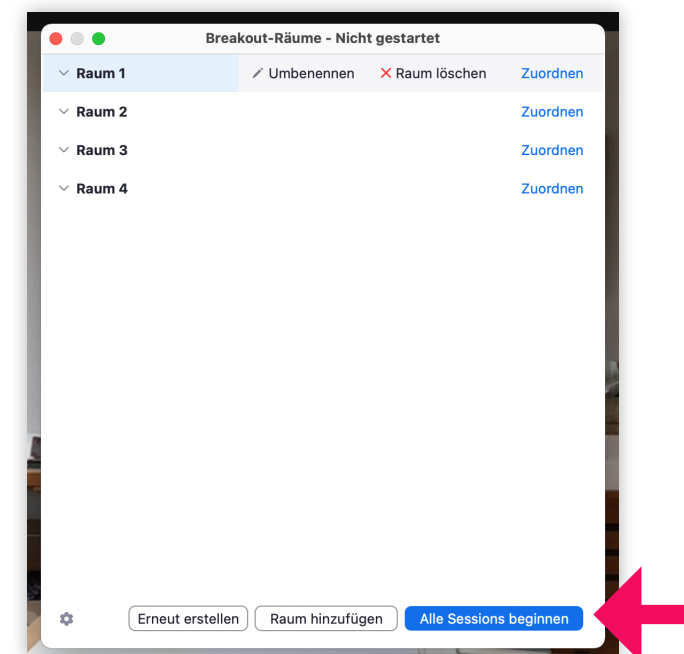 Breakout-Räume - Nicht gestartet
Raum 1 Umbenennen Raum löschen Zuordnen
Raum 2 Zuordnen
Raum 3 Zuordnen
Raum 4 Zuordnen
Erneut erstellen Raum hinzufügen Alle Sessions beginnen